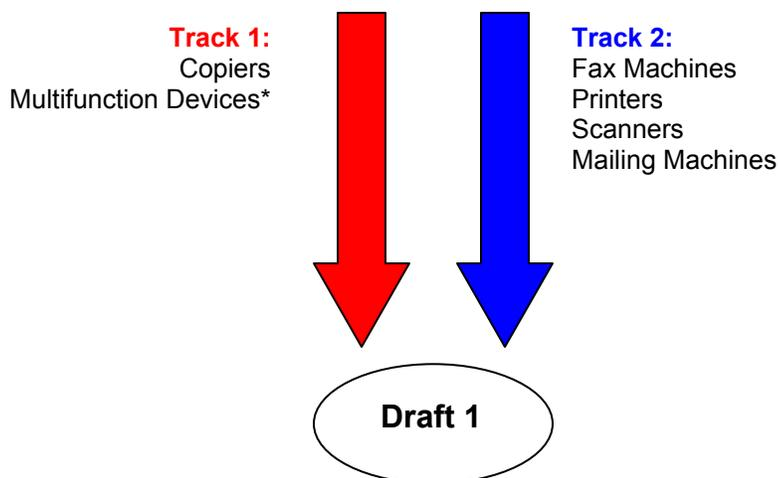 Track 1:
Copiers
Multifunction Devices*
Track 2:
Fax Machines
Printers
Scanners
Mailing Machines
Draft 1